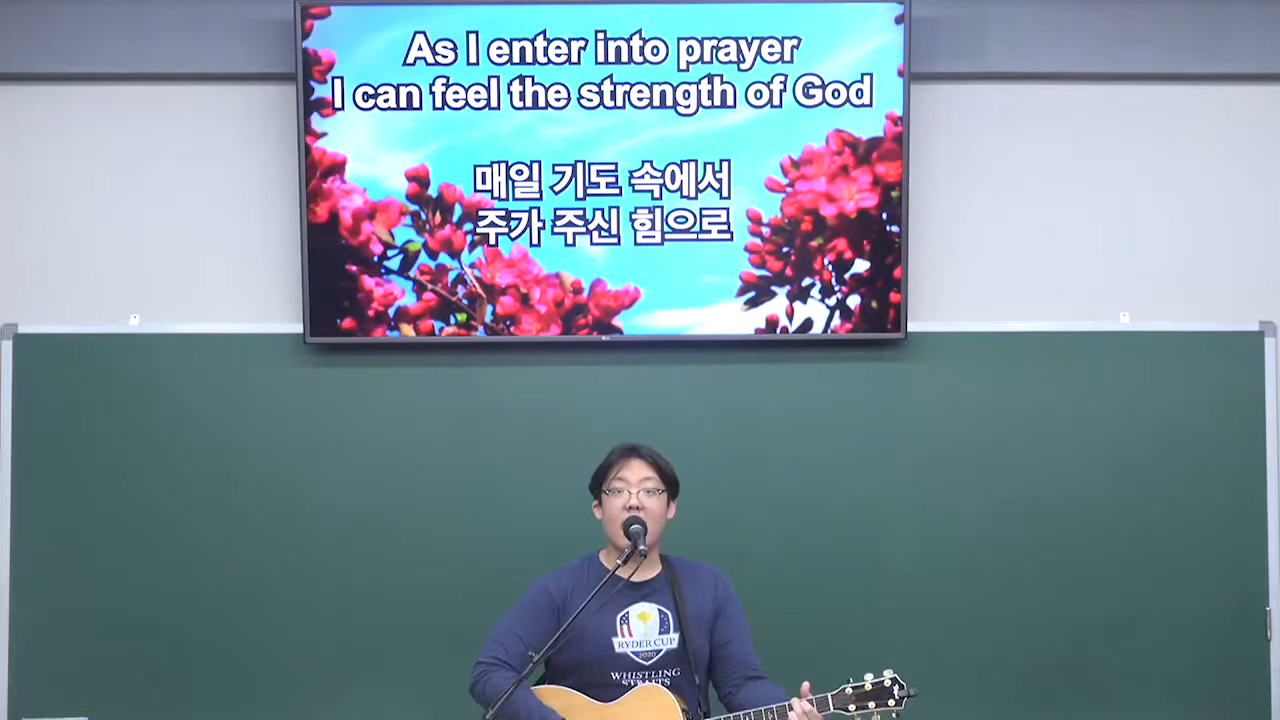 As I enter into prayer
I can feel the strength of God
매일 기도 속에서
주가 주신 힘으로
RYDER CUP
2020
WHISTLING
STRAITS